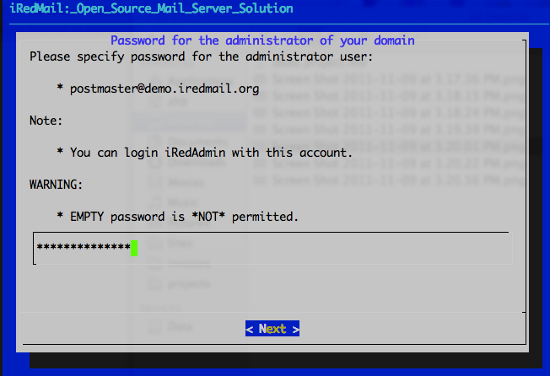 iRedMail:_Open_Source_Mail_Server_Solution
Password for the administrator of your domain
Please specify password for the administrator user:
* postmaster@demo.iredmail.org
Note:
* You can login iRedAdmin with this account.
WARNING:
* EMPTY password is *NOT* permitted.
**************
< Next >